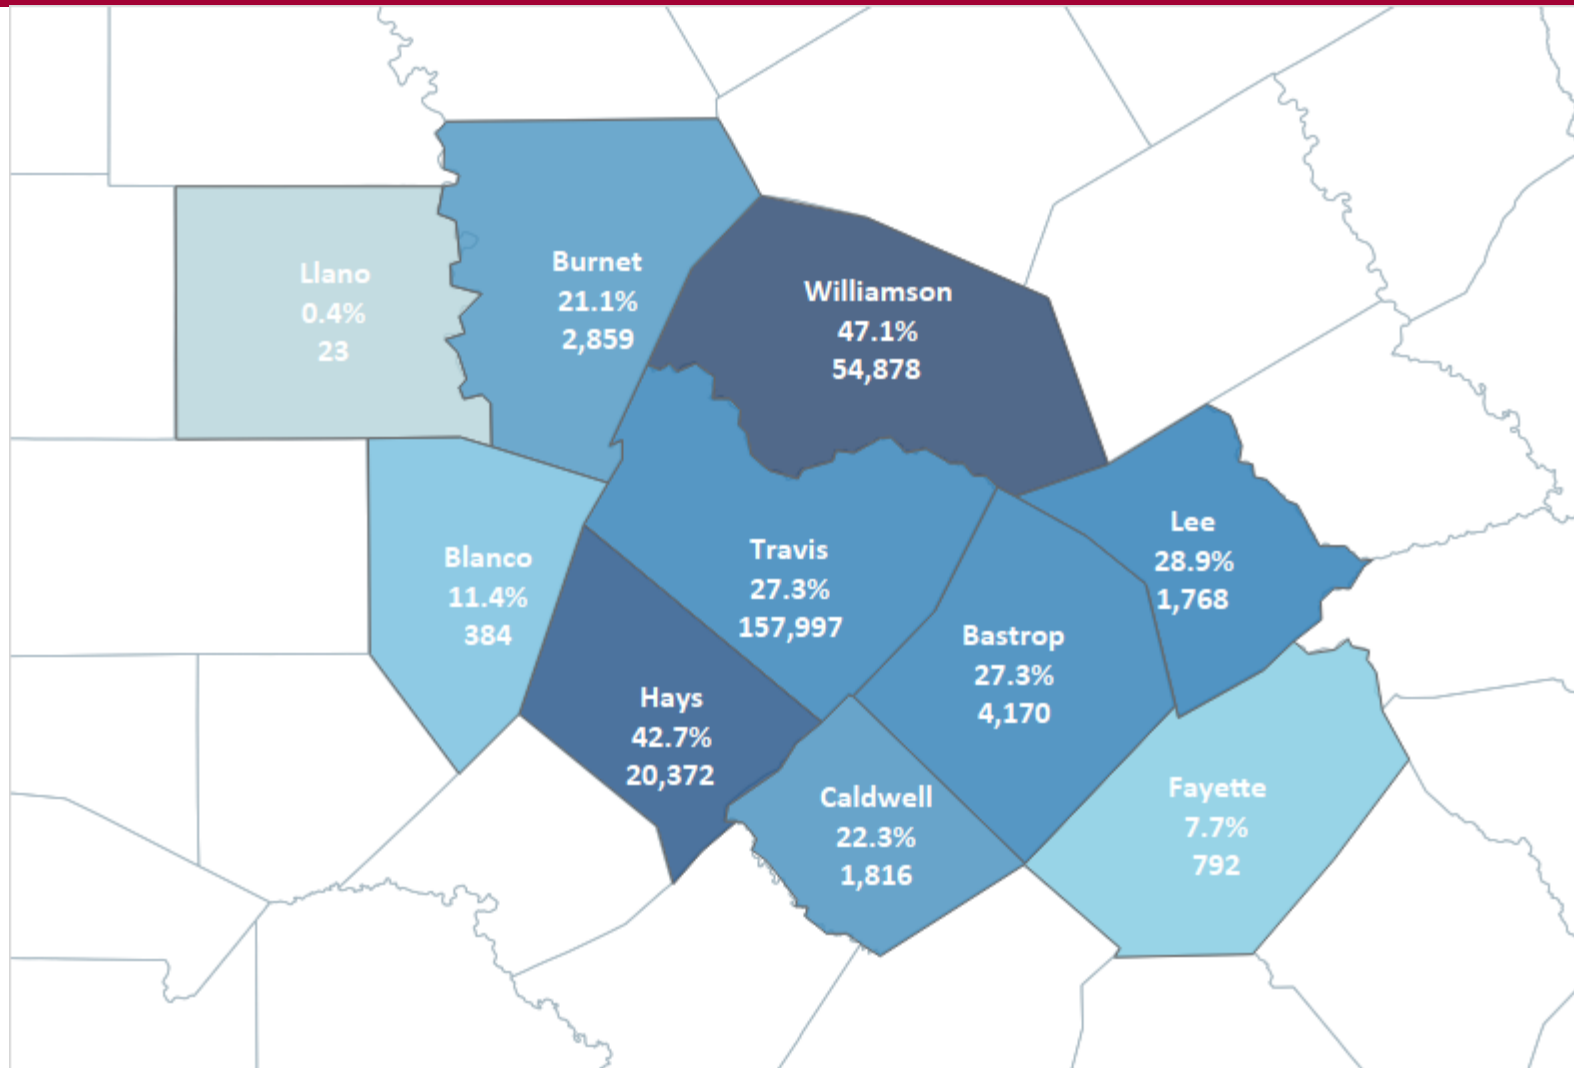 Llano
0.4%
23
Burnet
21.1%
2,859
Williamson
47.1%
54,878
Blanco
11.4%
384
Travis
27.3%
157,997
Lee
28.9%
1,768
Hays
42.7%
20,372
Bastrop
27.3%
4,170
Caldwell
22.3%
1,816
Fayette
7.7%
792